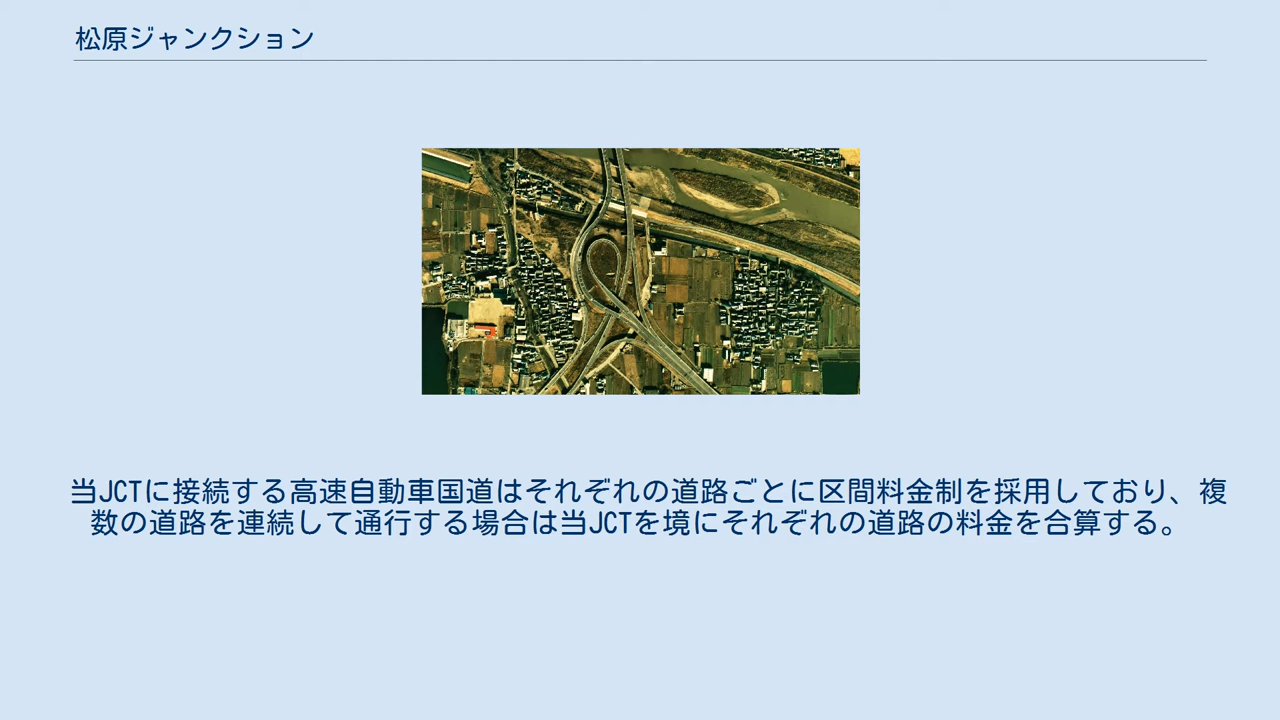 松原ジャンクション
当JCTに接続する高速自動車国道はそれぞれの道路ごとに区間料金制を採用しており、複
数の道路を連続して通行する場合は当JCTを境にそれぞれの道路の料金を合算する。